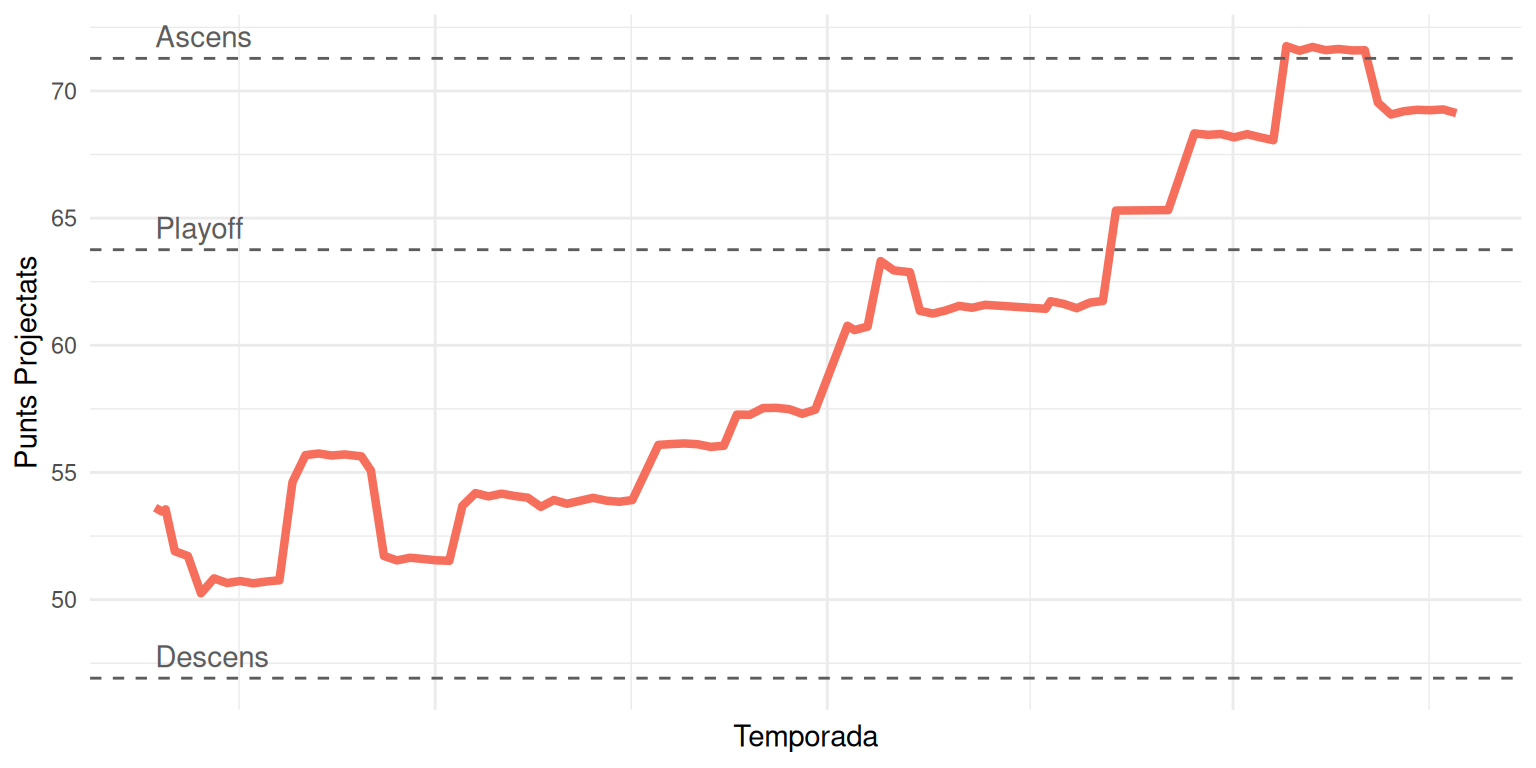 Ascens
70
Playoff
65
60
55
50
Descens
Punts Projectats
Temporada